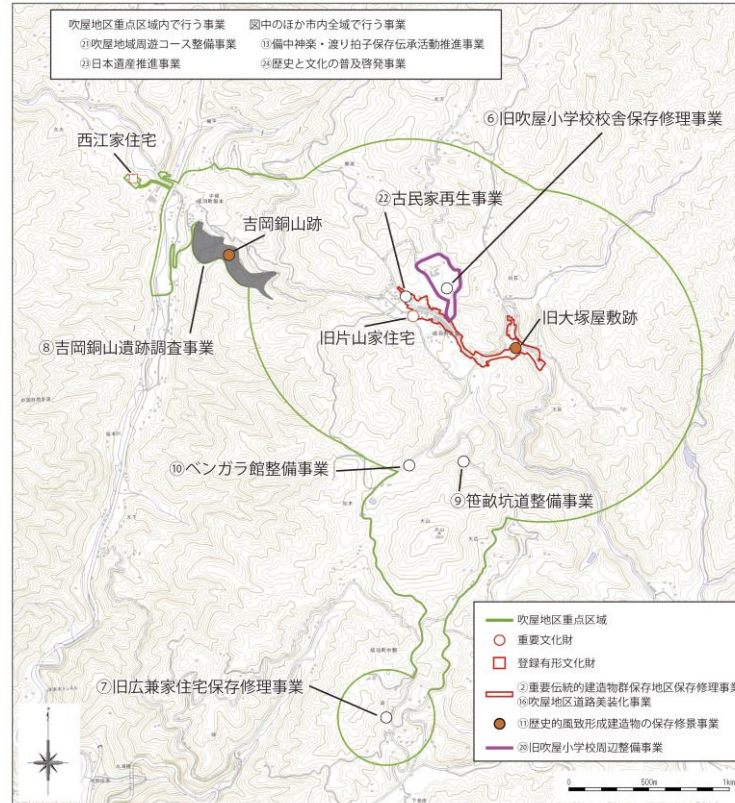 吹屋地区重点区域内で行う事業　図中のほか市内全域で行う事業
㉑吹屋地域周遊コース整備事業　⑬備中神楽・渡り拍子保存伝承活動推進事業
㉓日本遺産推進事業　㉔歴史と文化の普及啓発事業
⑥旧吹屋小学校校舎保存修理事業
西江家住宅
㉒古民家再生事業
吉岡銅山跡
旧大塚屋敷跡
旧片山家住宅
⑧吉岡銅山遺跡調査事業
⑩ベンガラ館整備事業
⑨笹畝坑道整備事業
⑦旧広兼家住宅保存修理事業
吹屋地区重点区域
重要文化財
登録有形文化財
②重要伝統的建造物群保存地区保存修理事業
⑯吹屋地区道路美装化事業
⑪歴史的風致形成建造物の保存修景事業
⑳旧吹屋小学校周辺整備事業
0　500m　1km